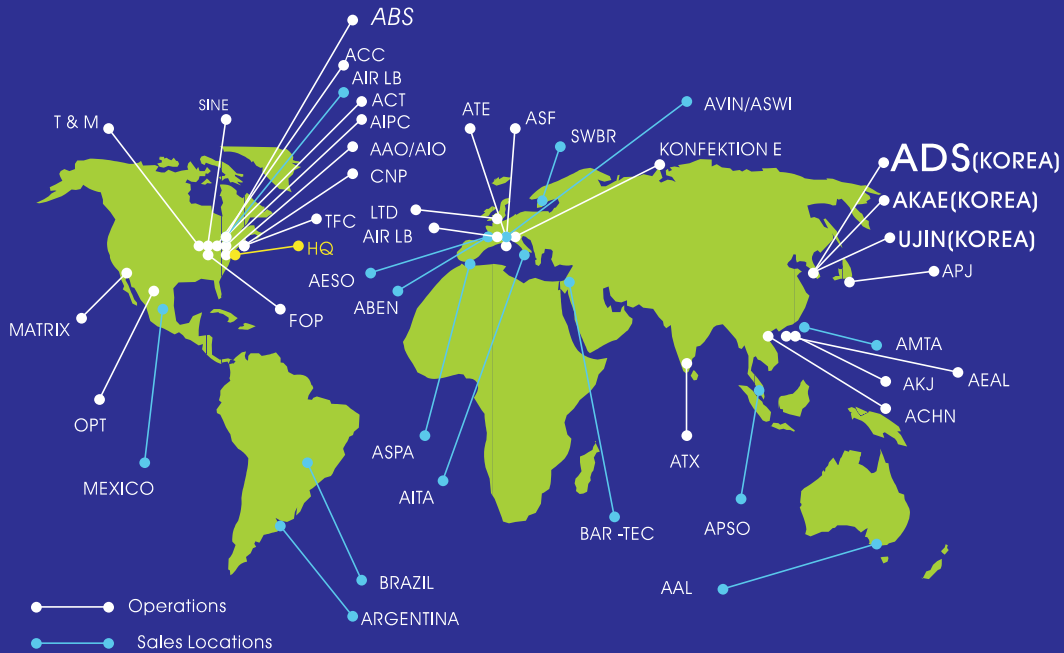 ABS
ACC
AIR LB
ACT
AIPC
AAO/AIO
CNP
TFC
HQ
SINE
T & M
MATRIX
OPT
MEXICO
FOP
BRAZIL
ARGENTINA
ATE
ASF
SWBR
AVIN/ASWI
KONFEKTION E
LTD
AIR LB
AESO
ABEN
ASPA
AITA
BAR -TEC
ATX
APSO
AAL
ADS(KOREA)
AKAE(KOREA)
UJIN(KOREA)
APJ
AMTA
AEAL
AKJ
ACHN
Operations
Sales Locations